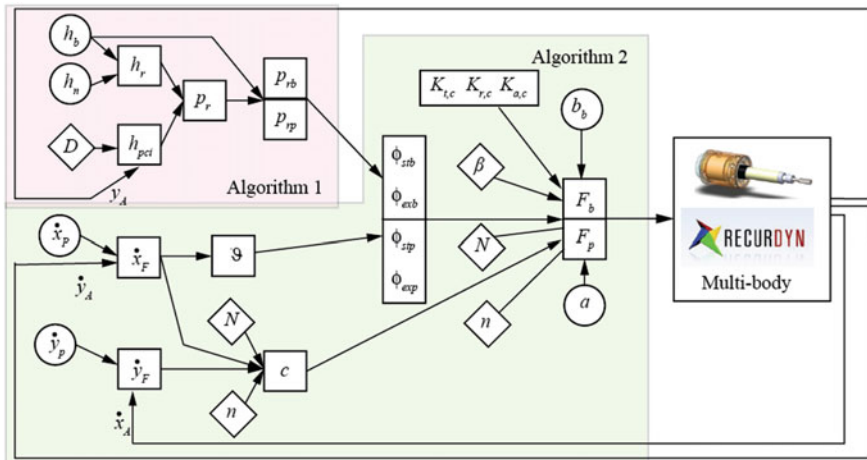 h_b
h_n
h_r
D
h_pci
p_r
p_rb
p_rp
y_A
Algorithm 1
Algorithm 2
K_t,c K_r,c K_a,c
b_b
β
ϕ_stb
ϕ_exb
ϕ_stp
ϕ_exp
F_b
F_p
N
n
a
RECURDYN
Multi-body
ẋ_p
ẋ_F
ϑ
ẏ_A
ẏ_p
ẏ_F
N
n
c
ẋ_A